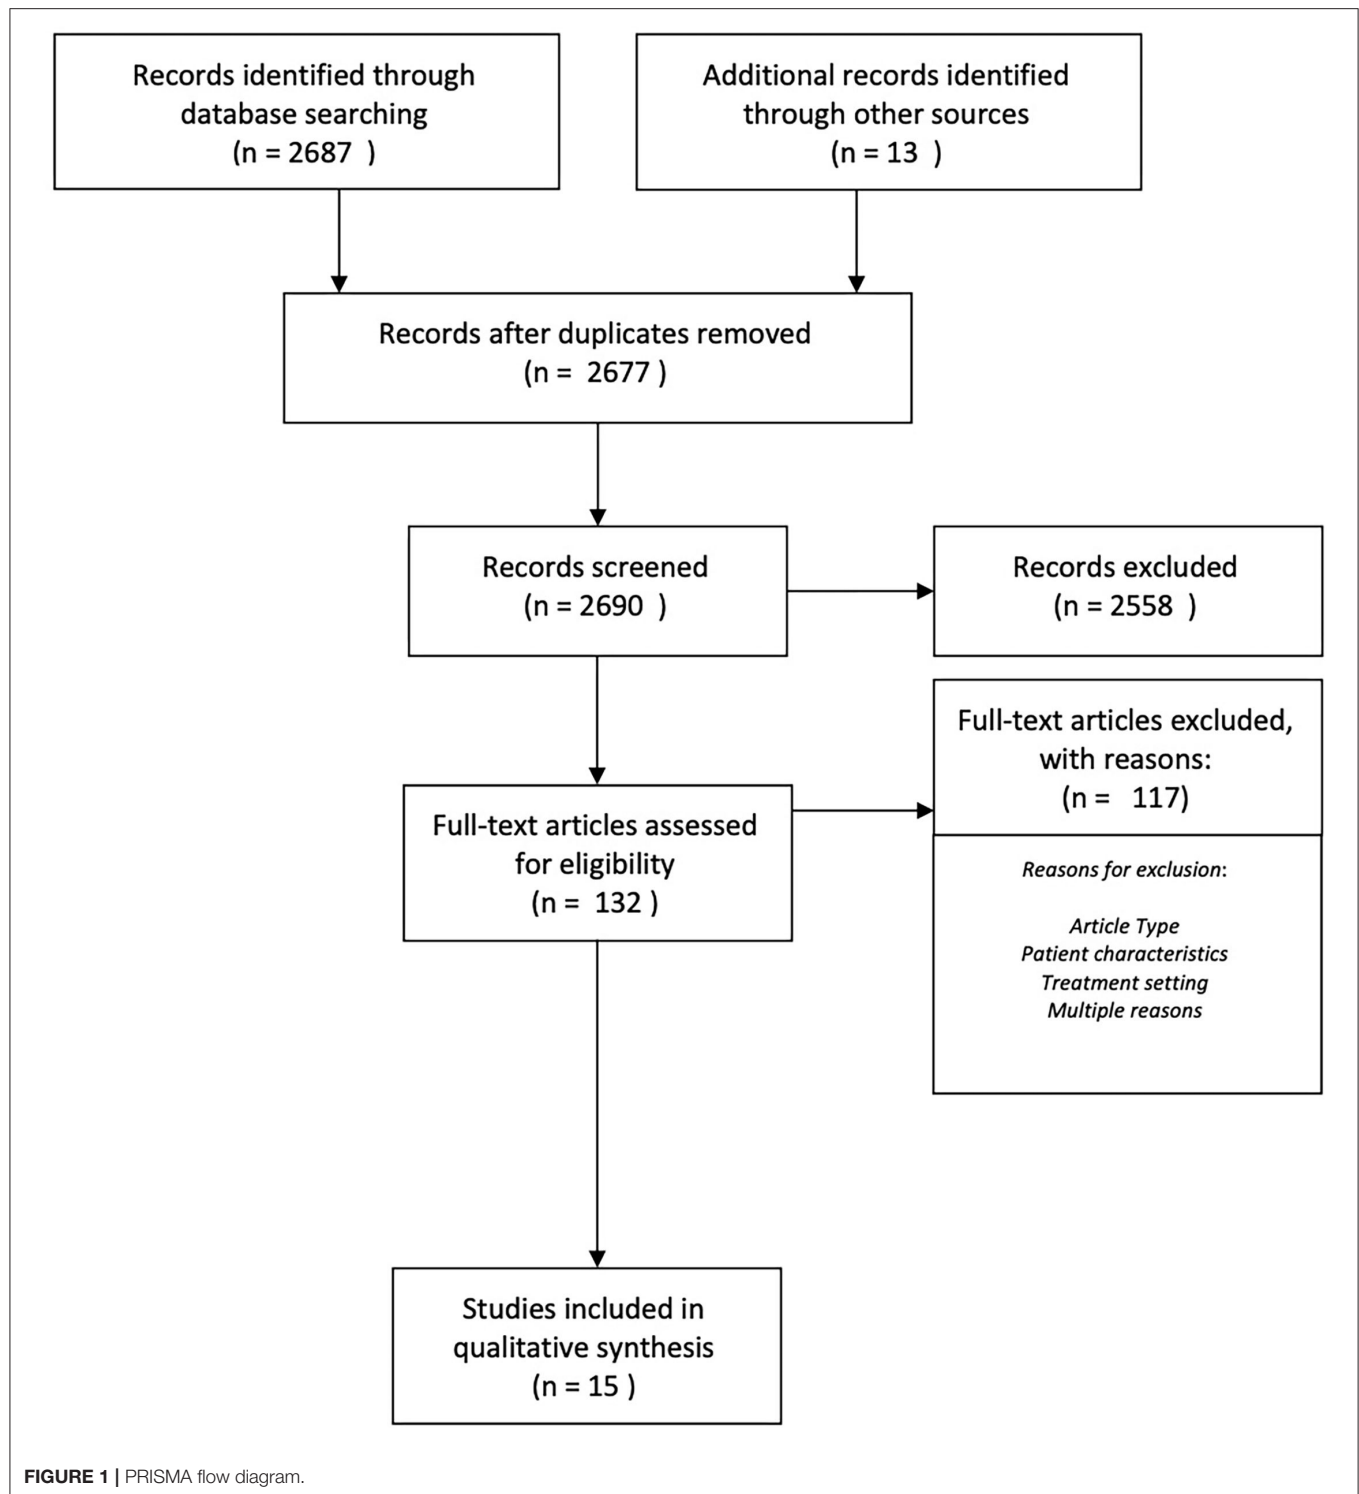 Records identified through
database searching
(n = 2687  )
Additional records identified
through other sources
(n = 13  )
Records after duplicates removed
(n =  2677 )
Records screened
(n = 2690  )
Records excluded
(n = 2558  )
Full-text articles excluded,
with reasons:
(n =   117)
Full-text articles assessed
for eligibility
(n =  132 )
Reasons for exclusion:
Article Type
Patient characteristics
Treatment setting
Multiple reasons
Studies included in
qualitative synthesis
(n = 15 )
FIGURE 1 | PRISMA flow diagram.